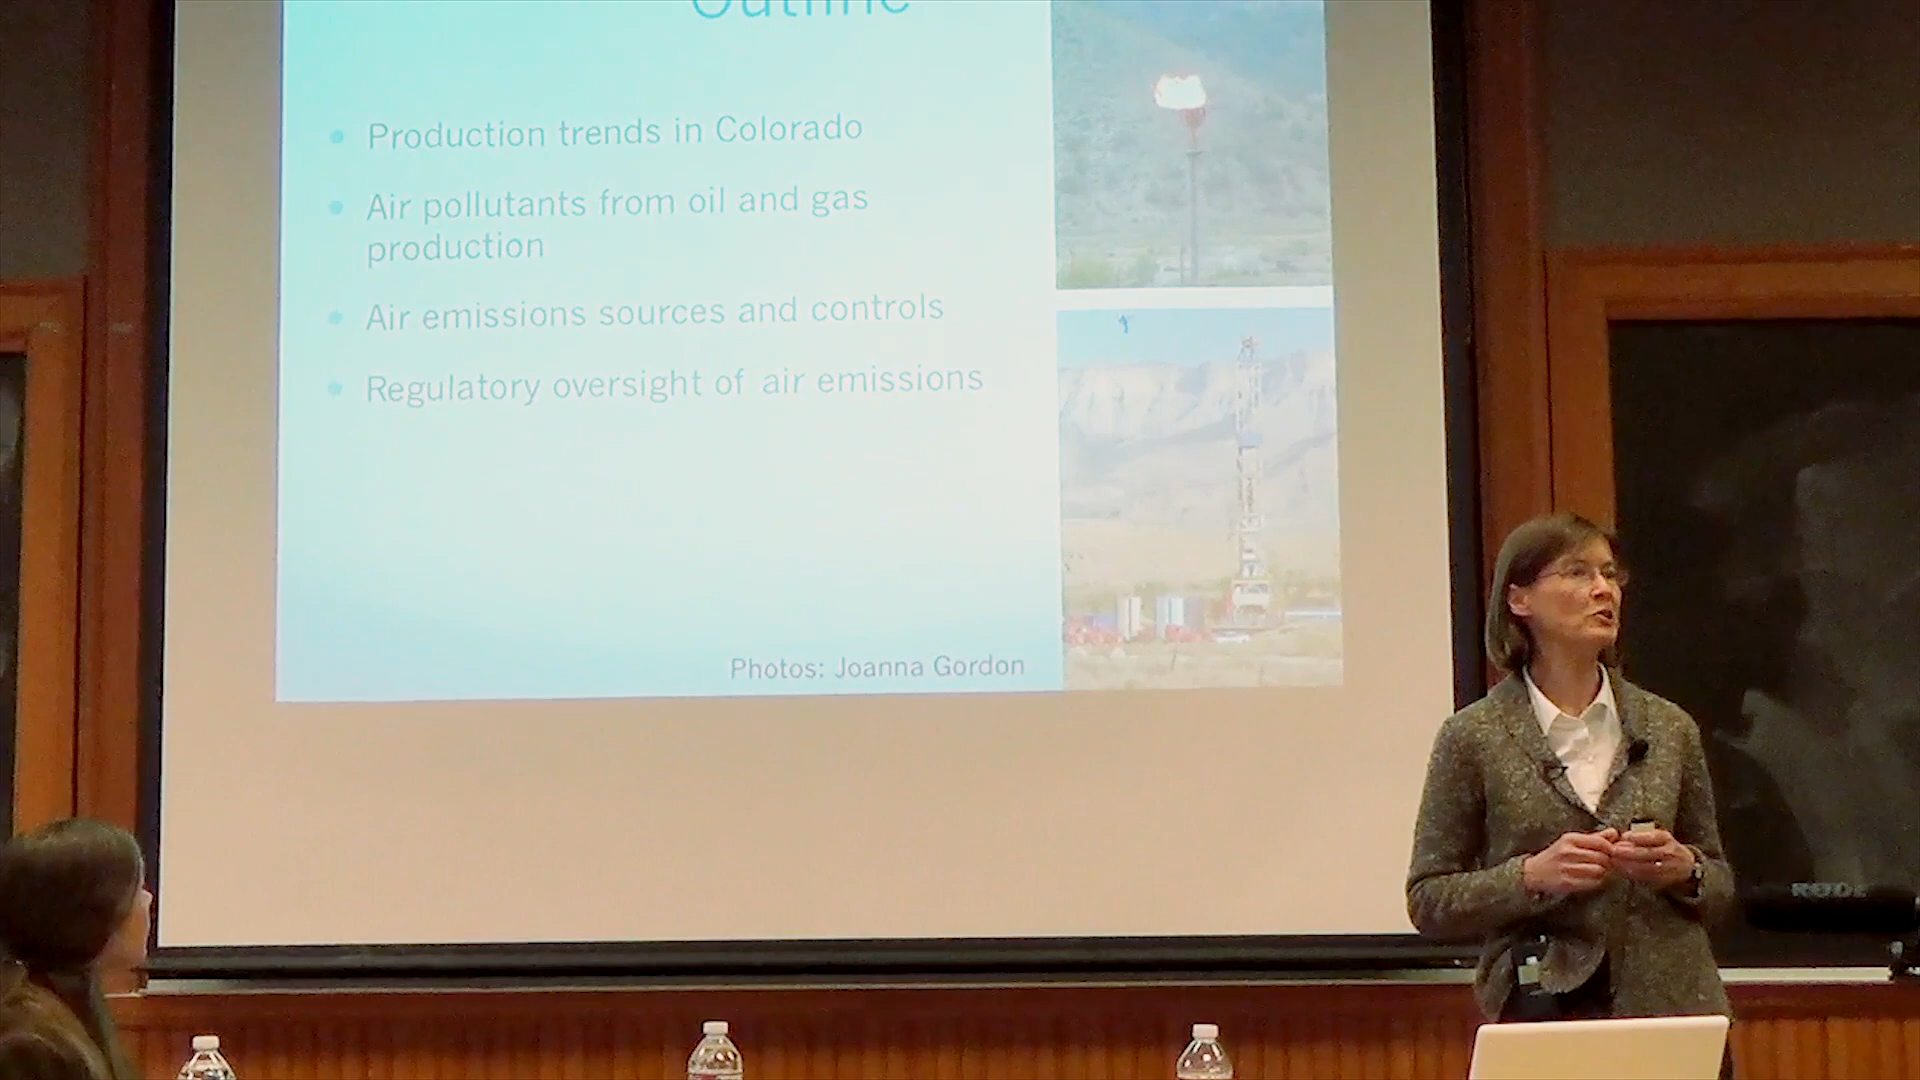 Outline
Production trends in Colorado
Air pollutants from oil and gas
production
Air emissions sources and controls
Regulatory oversight of air emissions
Photos: Joanna Gordon